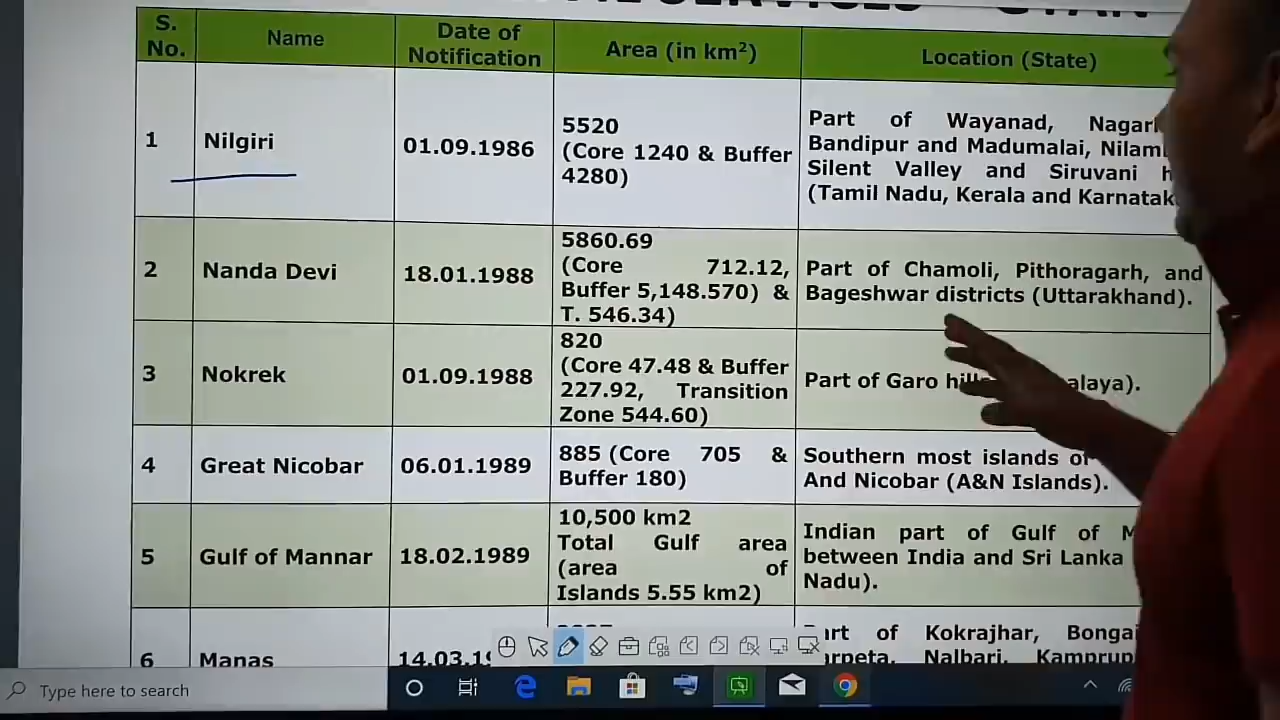 S. No.
Name
Date of Notification
Area (in km²)
Location (State)
1
Nilgiri
01.09.1986
5520
(Core 1240 & Buffer
4280)
Part of Wayanad,
Bandipur and Madumalai,
Silent Valley and Siruvani
(Tamil Nadu, Kerala and
2
Nanda Devi
18.01.1988
5860.69
(Core 712.12,
Buffer 5,148.570) &
T. 546.34)
Part of Chamoli, Pithoragarh, and
Bageshwar districts (Uttarakhand).
3
Nokrek
01.09.1988
820
(Core 47.48 & Buffer
227.92, Transition
Zone 544.60)
Part of Garo
4
Great Nicobar
06.01.1989
885 (Core 705 &
Buffer 180)
Southern most islands of
And Nicobar (A&N Islands).
5
Gulf of Mannar
18.02.1989
10,500 km2
Total Gulf area
(area of
Islands 5.55 km2)
Indian part of Gulf of
between India and Sri Lanka
Nadu).
6
Manas
of Kokrajhar,
Nalbari,
Type here to search